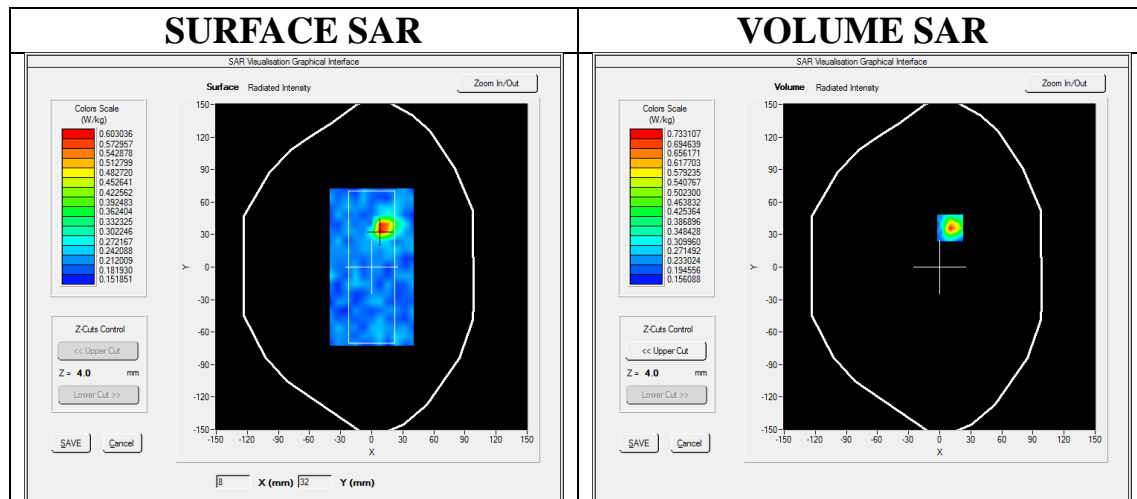 SURFACE SAR
SAR Visualisation Graphical Interface
Surface Radiated Intensity
Zoom In/Out
Colors Scale
(W/kg)
0.603036
0.572957
0.542878
0.512799
0.482720
0.452641
0.422562
0.392483
0.362404
0.332325
0.302246
0.272167
0.242088
0.212009
0.181930
0.151851
Z-Cuts Control
<< Upper Cut
Z = 4.0 mm
Lower Cut >>
SAVE Cancel
150
120
90
60
30
0
-30
-60
-90
-120
-150
Y
-150 -120 -90 -60 -30 0 30 60 90 120 150
X
8 X (mm) 32 Y (mm)
VOLUME SAR
SAR Visualisation Graphical Interface
Volume Radiated Intensity
Zoom In/Out
Colors Scale
(W/kg)
0.733107
0.694639
0.656171
0.617703
0.579235
0.540767
0.502300
0.463832
0.425364
0.386896
0.348428
0.309960
0.271492
0.233024
0.194556
0.156088
Z-Cuts Control
<< Upper Cut
Z = 4.0 mm
Lower Cut >>
SAVE Cancel
150
120
90
60
30
0
-30
-60
-90
-120
-150
Y
-150 -120 -90 -60 -30 0 30 60 90 120 150
X